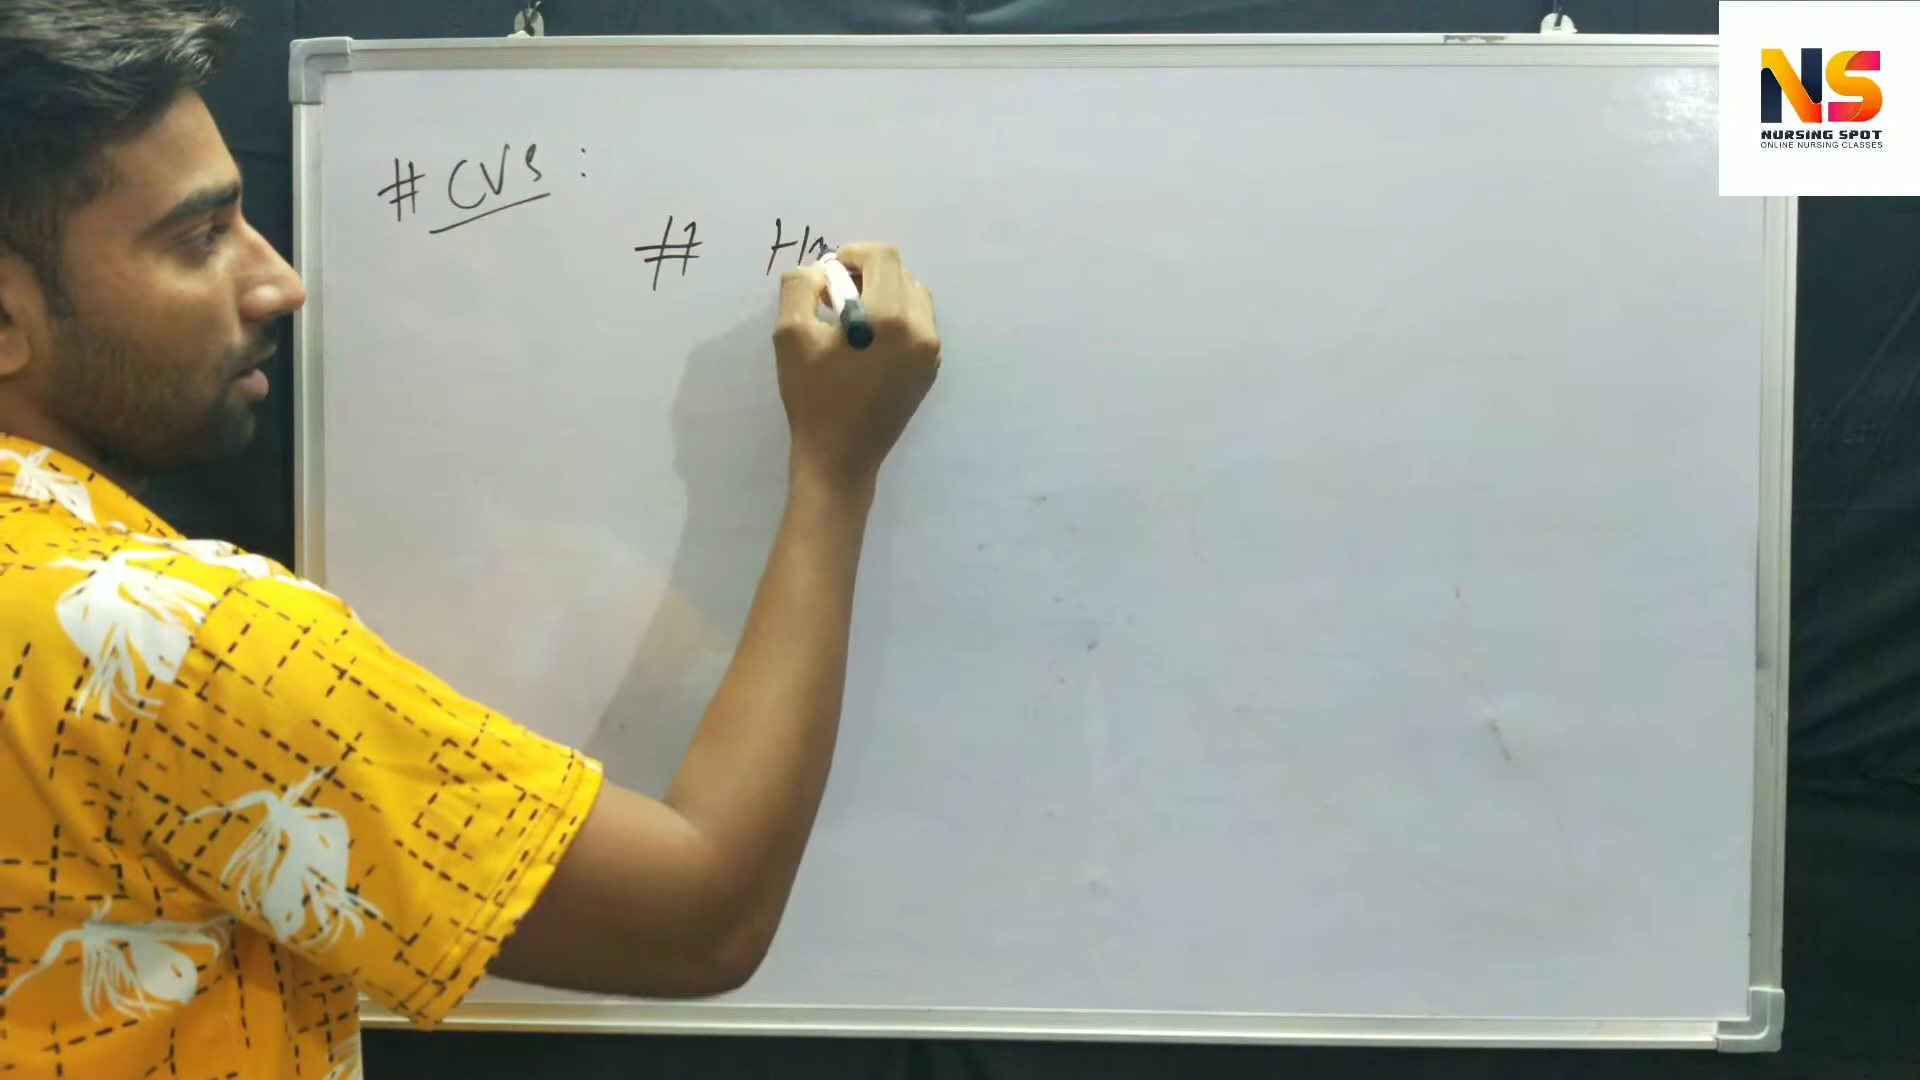 # CVS :
#
NS
NURSING SPOT
ONLINE NURSING CLASSES